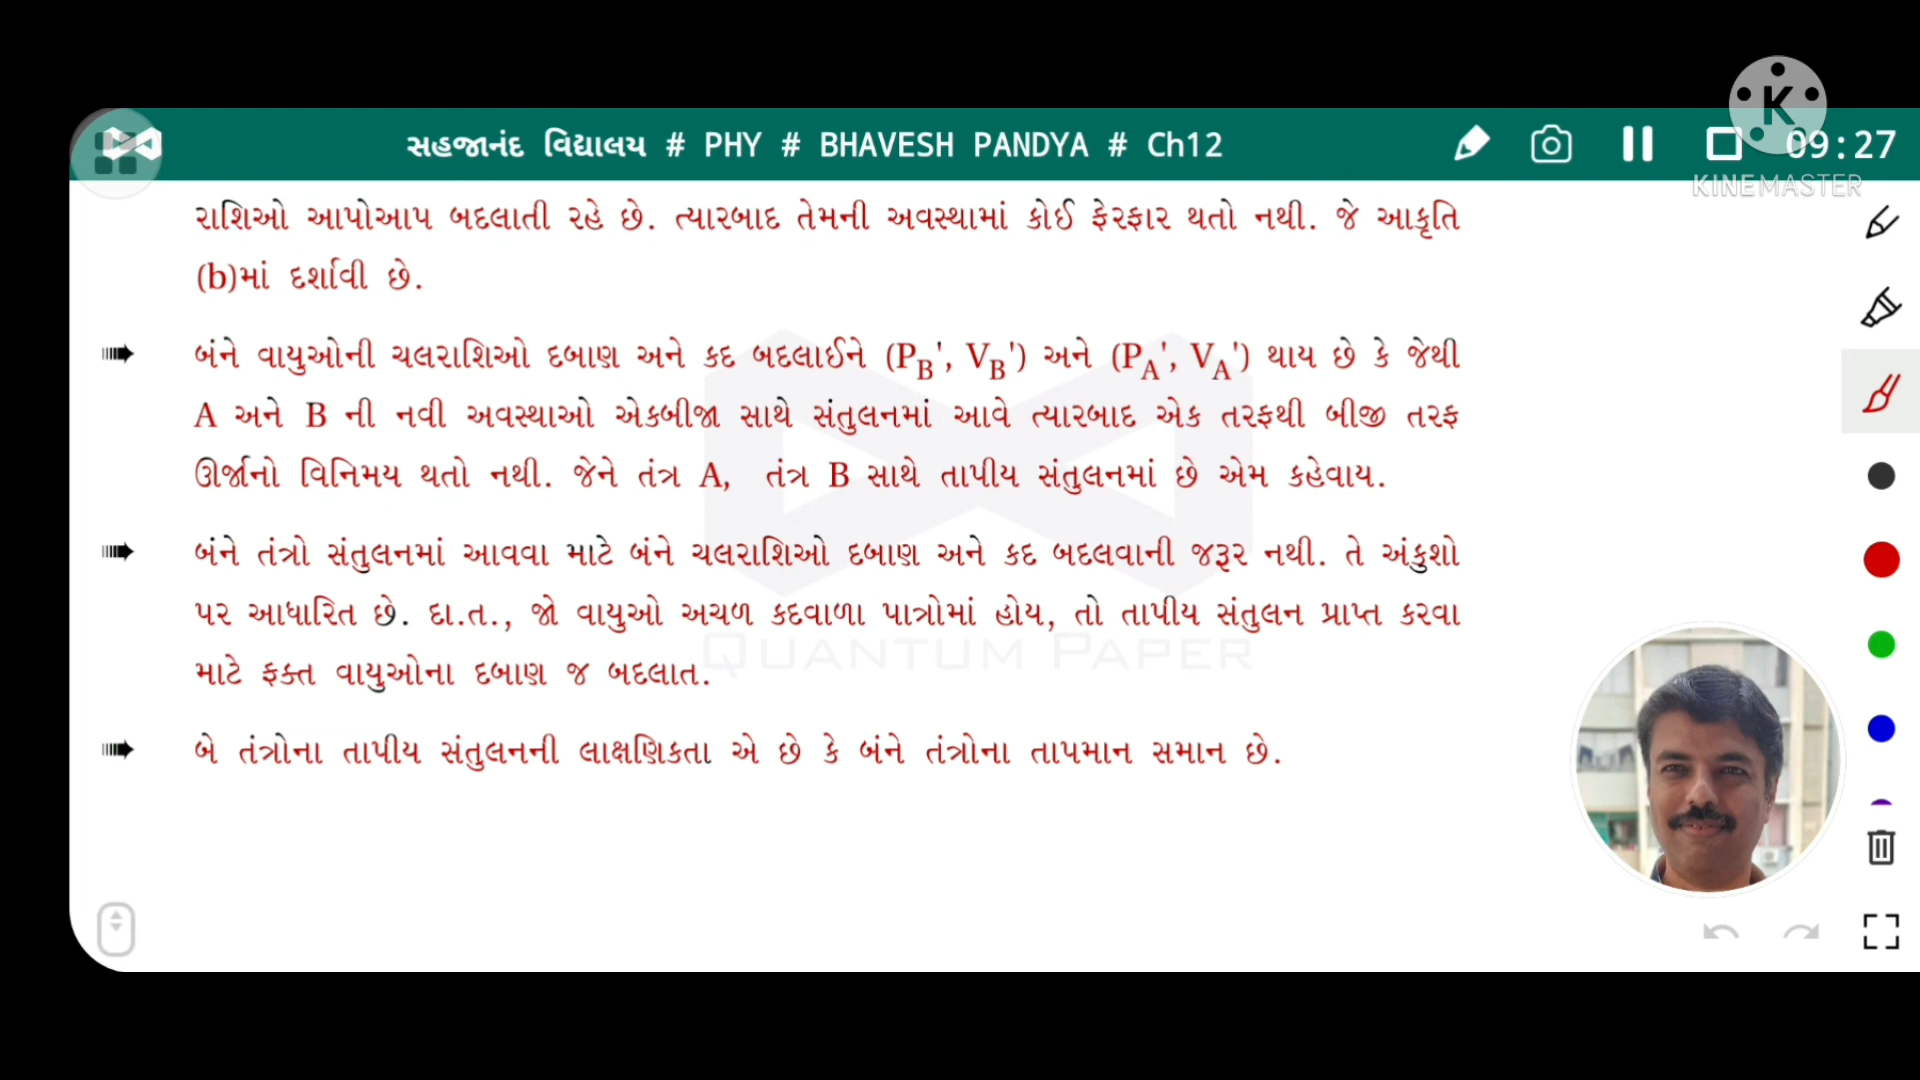 સહજાનંદ વિદ્યાલય # PHY # BHAVESH PANDYA # Ch12
09:27
K
KINEMASTER
રાશિઓ આપોઆપ બદલાતી રહે છે. ત્યારબાદ તેમની અવસ્થામાં કોઈ ફેરફાર થતો નથી. જે આકૃતિ
(b)માં દર્શાવી છે.
બંને વાયુઓની ચલરાશિઓ દબાણ અને કદ બદલાઈને (P_B', V_B') અને (P_A', V_A') થાય છે કે જેથી
A અને B ની નવી અવસ્થાઓ એકબીજા સાથે સંતુલનમાં આવે ત્યારબાદ એક તરફથી બીજી તરફ
ઊર્જાનો વિનિમય થતો નથી. જેને તંત્ર A, તંત્ર B સાથે તાપીય સંતુલનમાં છે એમ કહેવાય.
બંને તંત્રો સંતુલનમાં આવવા માટે બંને ચલરાશિઓ દબાણ અને કદ બદલવાની જરૂર નથી. તે અંકુશો
પર આધારિત છે. દા.ત., જો વાયુઓ અચળ કદવાળા પાત્રોમાં હોય, તો તાપીય સંતુલન પ્રાપ્ત કરવા
માટે ફક્ત વાયુઓના દબાણ જ બદલાત.
QUANTUM PAPER
બે તંત્રોના તાપીય સંતુલનની લાક્ષણિકતા એ છે કે બંને તંત્રોના તાપમાન સમાન છે.